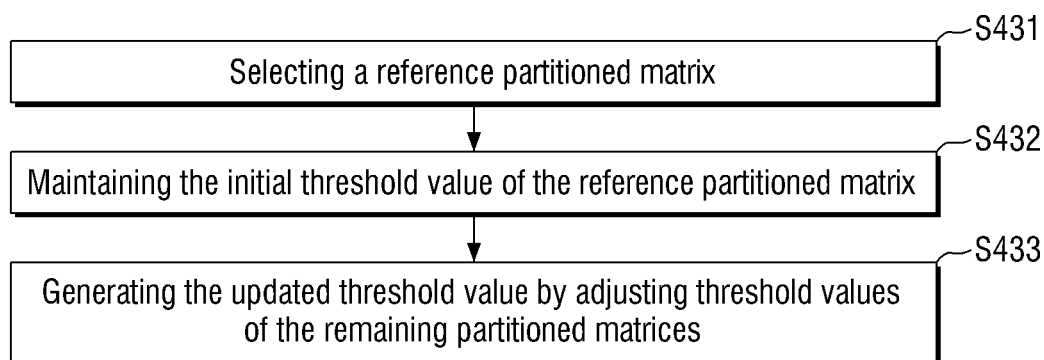 S431
Selecting a reference partitioned matrix
S432
Maintaining the initial threshold value of the reference partitioned matrix
S433
Generating the updated threshold value by adjusting threshold values
of the remaining partitioned matrices